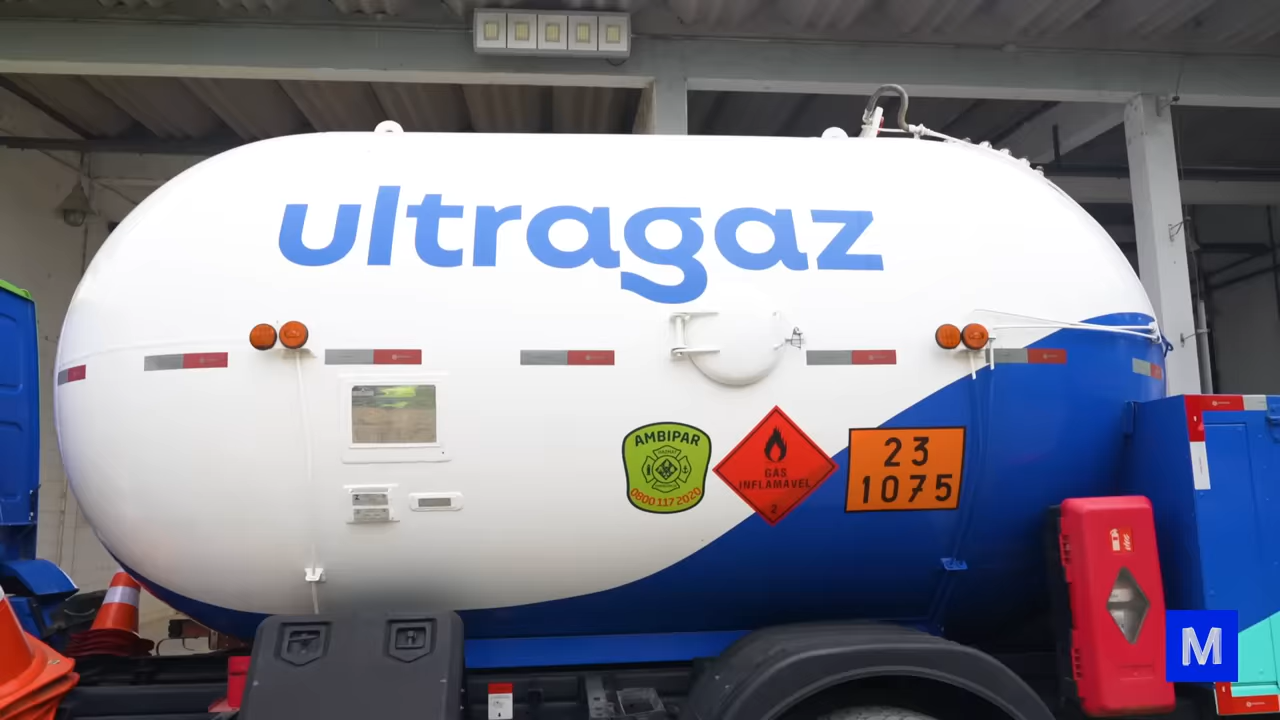 ultragaz
AMBIPAR
0800 117 2020
GÁS
INFLAMÁVEL
2
23
1075
M